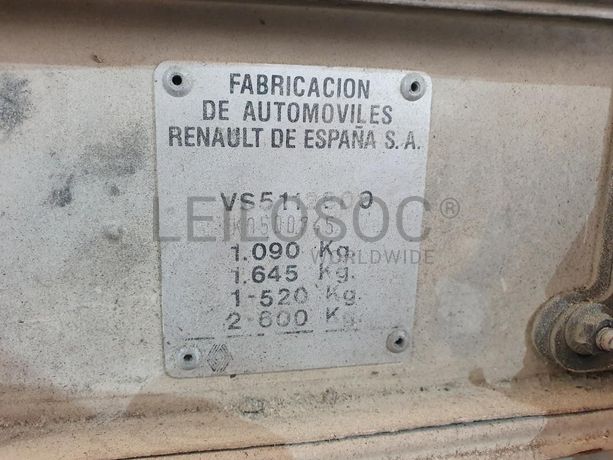 FABRICACION
DE AUTOMOVILES
RENAULT DE ESPAÑA S.A.
LEILOSOC®
WORLDWIDE
1.090 Kg.
1.645 Kg.
1-520 Kg.
2-600 Kg.